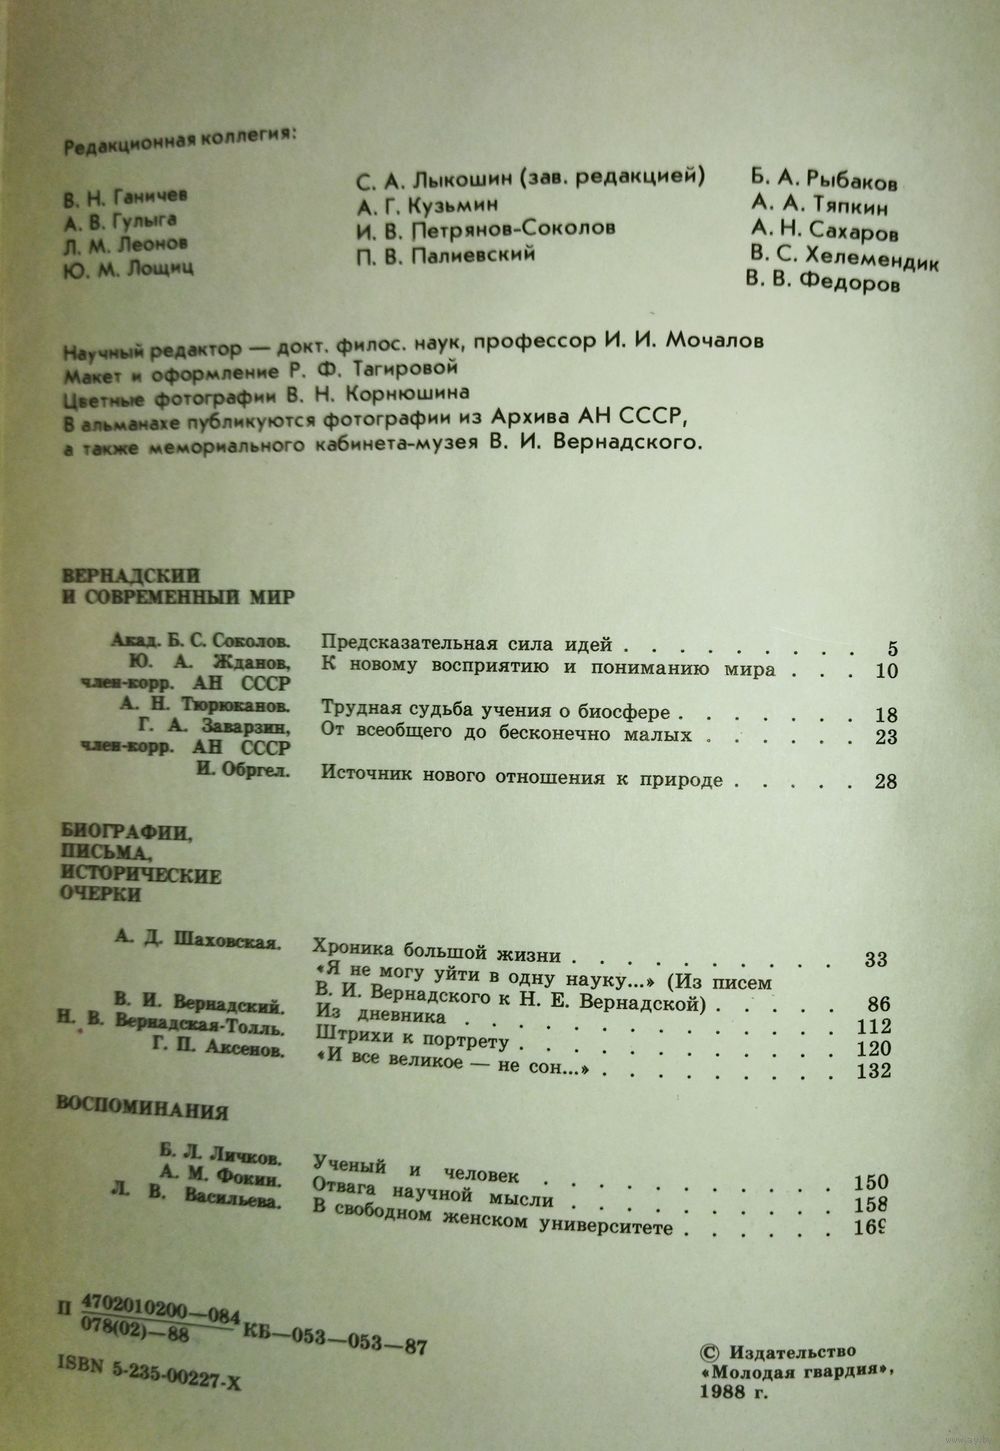 Редакционная коллегия:
В. Н. Ганичев
А. В. Гулыга
Л. М. Леонов
Ю. М. Лощиц
С. А. Лыкошин (зав. редакцией)
А. Г. Кузьмин
И. В. Петрянов-Соколов
П. В. Палиевский
Б. А. Рыбаков
А. А. Тяпкин
А. Н. Сахаров
В. С. Хелемендик
В. В. Федоров
Научный редактор — докт. филос. наук, профессор И. И. Мочалов
Макет и оформление Р. Ф. Тагировой
Цветные фотографии В. Н. Корнюшина
В альманахе публикуются фотографии из Архива АН СССР,
а также мемориального кабинета-музея В. И. Вернадского.
ВЕРНАДСКИЙ
И СОВРЕМЕННЫЙ МИР
Акад. Б. С. Соколов. Предсказательная сила идей . . . . . . . . . 5
Ю. А. Жданов, К новому восприятию и пониманию мира . . . 10
член-корр. АН СССР
А. Н. Тюрюканов. Трудная судьба учения о биосфере . . . . . . . 18
Г. А. Заварзин, От всеобщего до бесконечно малых . . . . . . 23
член-корр. АН СССР
И. Обргел. Источник нового отношения к природе . . . . . 28
БИОГРАФИИ,
ПИСЬМА,
ИСТОРИЧЕСКИЕ
ОЧЕРКИ
А. Д. Шаховская. Хроника большой жизни . . . . . . . . . . 33
«Я не могу уйти в одну науку...» (Из писем
В. И. Вернадского к Н. Е. Вернадской) . . . . . 86
В. И. Вернадский. Из дневника . . . . . . . . . . . . . . 112
Н. В. Вернадская-Толль. Штрихи к портрету . . . . . . . . . . . . 120
Г. П. Аксенов. «И все великое — не сон...» . . . . . . . . . 132
ВОСПОМИНАНИЯ
Б. Л. Личков. Ученый и человек . . . . . . . . . . . 150
А. М. Фокин. Отвага научной мысли . . . . . . . . . . 158
Л. В. Васильева. В свободном женском университете . . . . . . 169
П 4702010200—084
078(02)—88 КБ—053—053—87
ISBN 5-235-00227-X
© Издательство
«Молодая гвардия»,
1988 г.